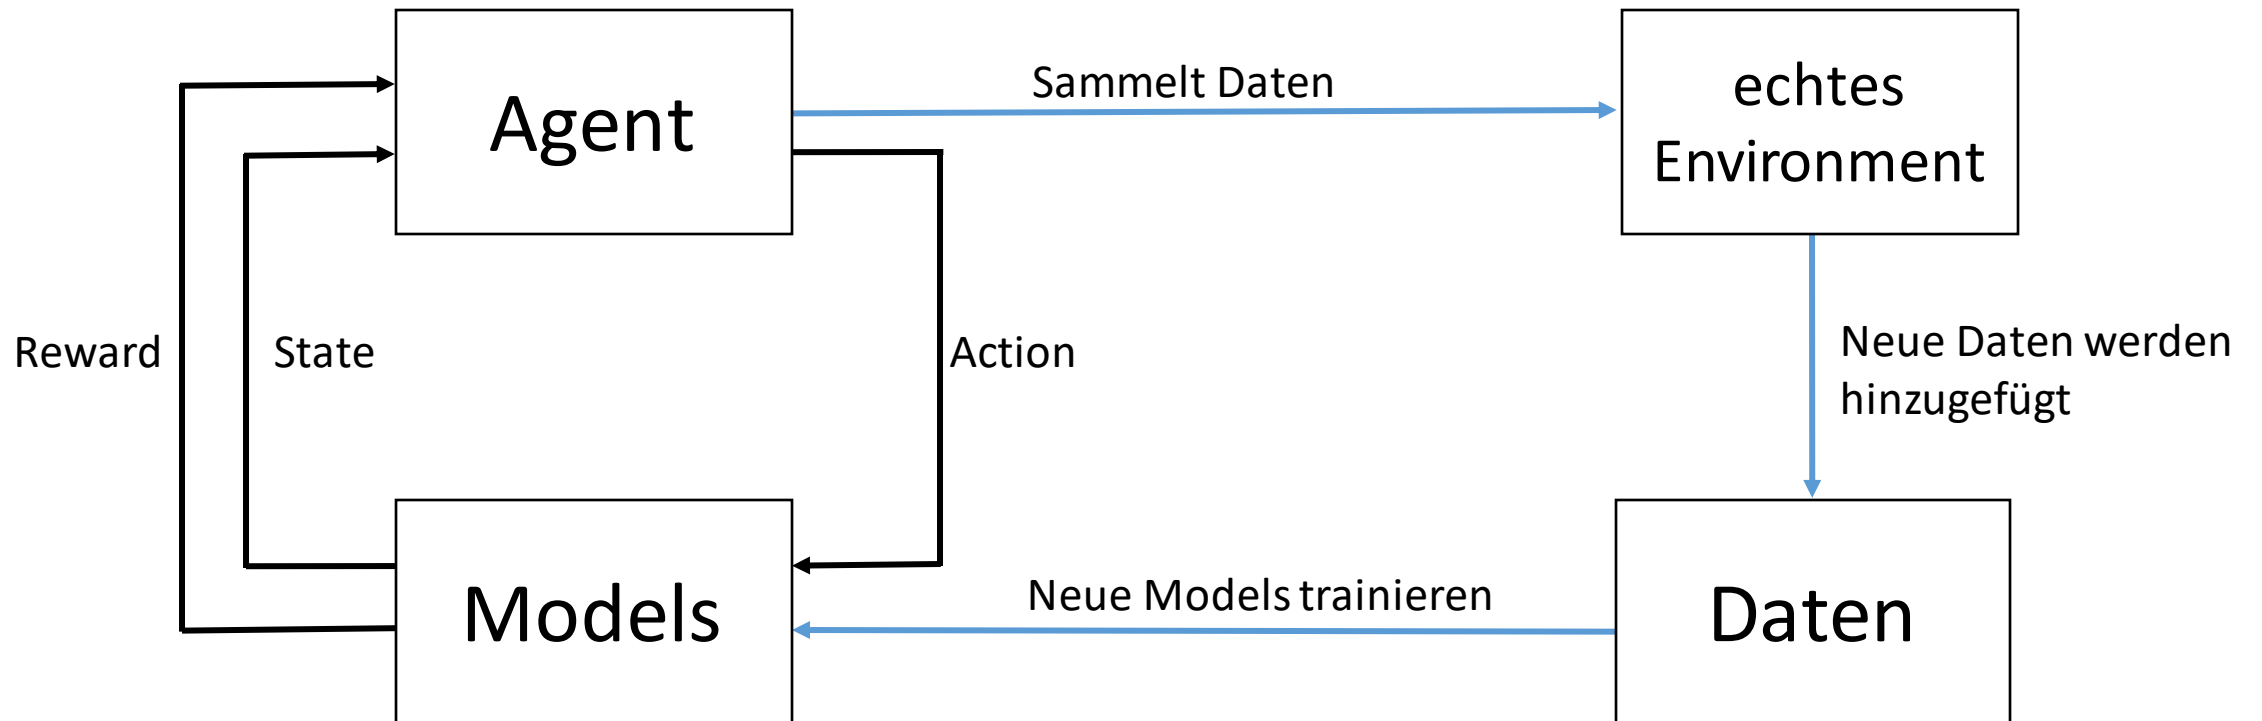 Agent
Sammelt Daten
echtes
Environment
Reward
State
Action
Neue Daten werden
hinzugefügt
Models
Neue Models trainieren
Daten